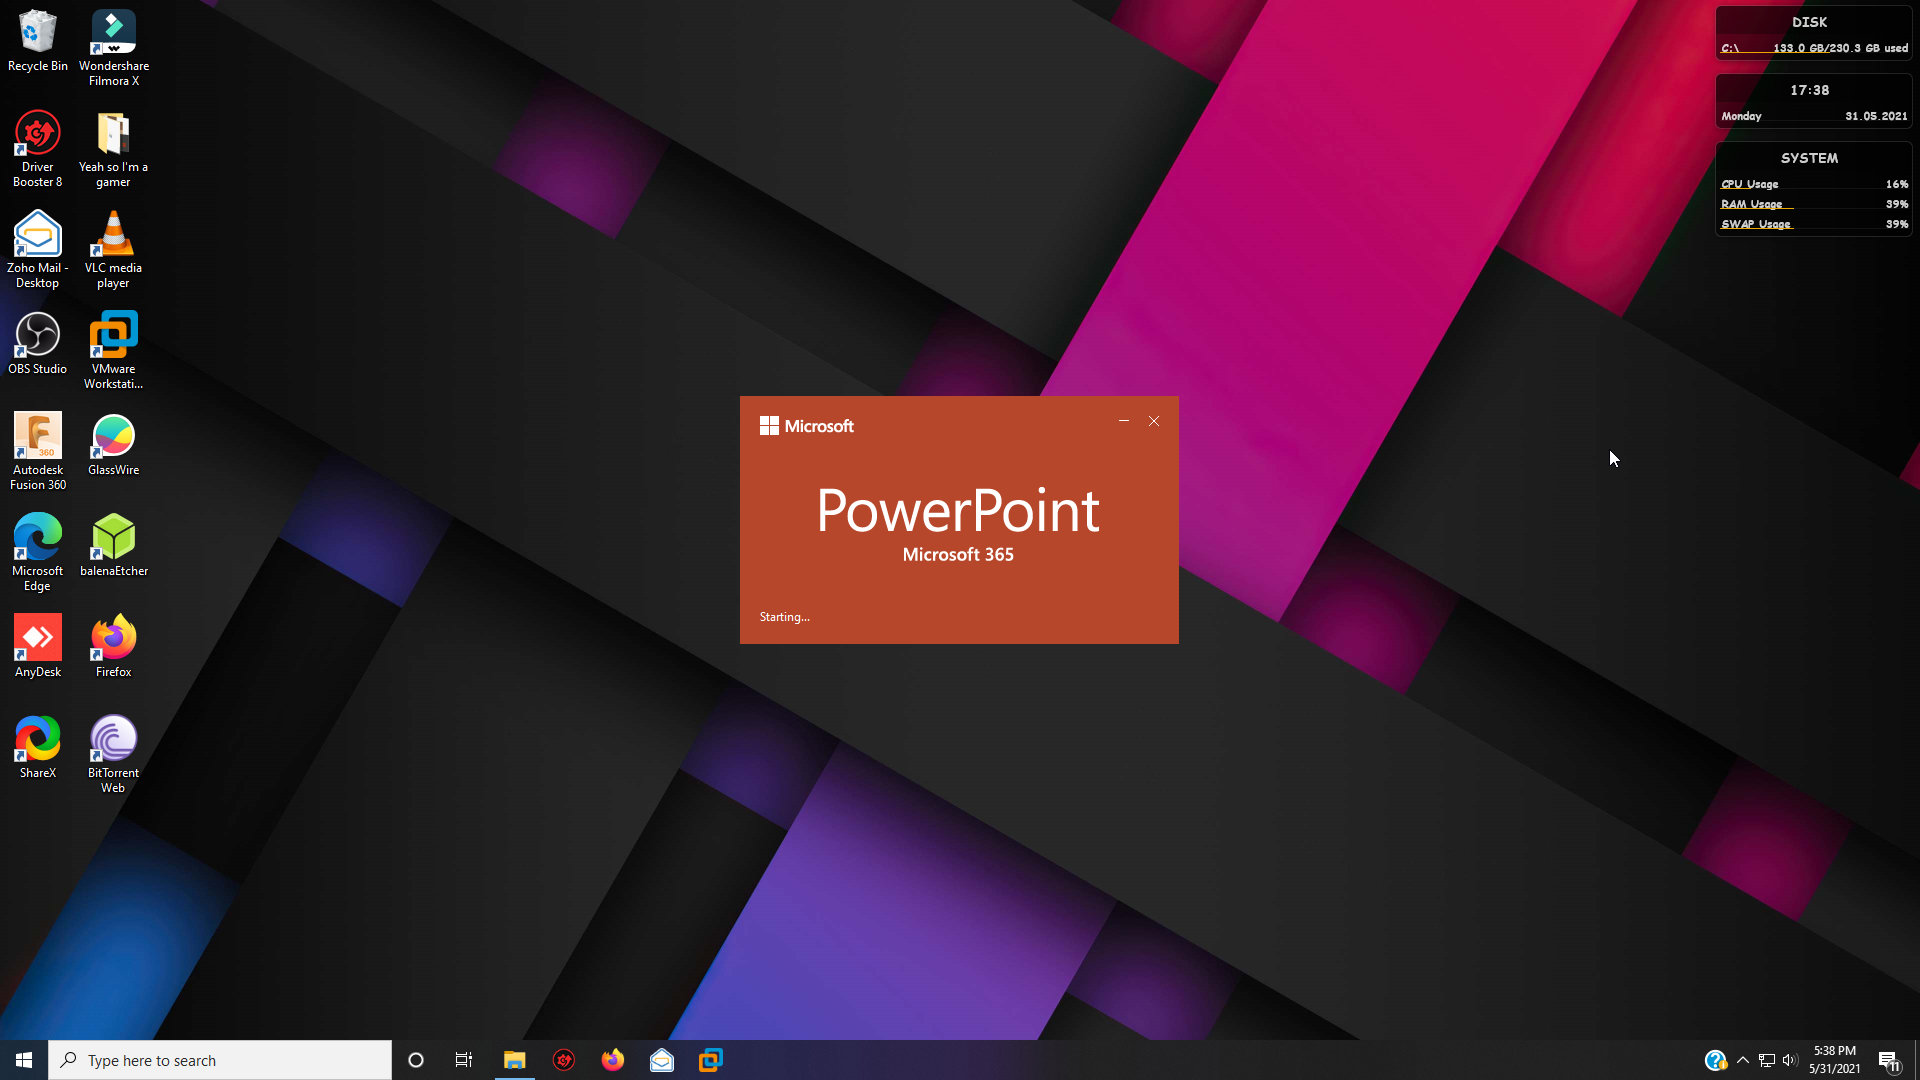 Recycle Bin
Wondershare
Filmora X
Driver
Booster 8
Yeah so I'm a
gamer
Zoho Mail -
Desktop
VLC media
player
OBS Studio
VMware
Workstati...
360
Autodesk
Fusion 360
GlassWire
Microsoft
Edge
balenaEtcher
AnyDesk
Firefox
ShareX
BitTorrent
Web
Microsoft
PowerPoint
Microsoft 365
Starting...
DISK
C:\ 133.0 GB/230.3 GB used
17:38
Monday 31.05.2021
SYSTEM
CPU Usage 16%
RAM Usage 39%
SWAP Usage 39%
Type here to search
5:38 PM
5/31/2021
11